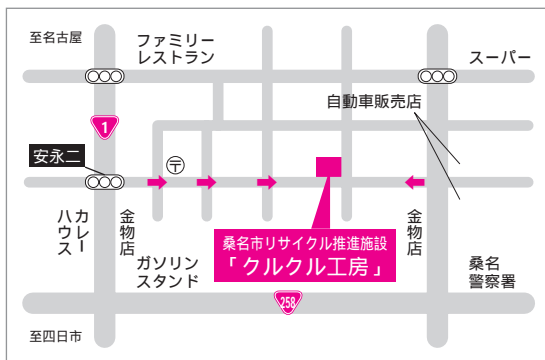 至名古屋
ファミリー
レストラン
スーパー
自動車販売店
1
安永二
〒
カレー
ハウス
金物店
ガソリン
スタンド
桑名市リサイクル推進施設
「クルクル工房」
金物店
桑名
警察署
258
至四日市